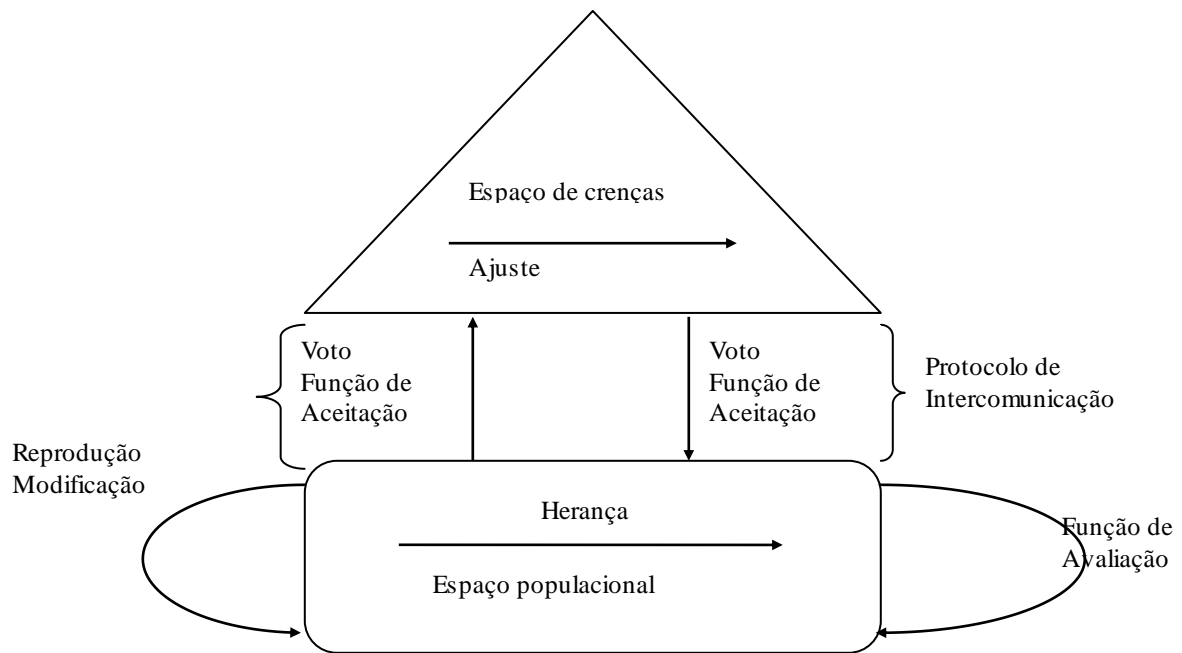 Espaço de crenças
Ajuste
Voto
Função de
Aceitação
Voto
Função de
Aceitação
Protocolo de
Intercomunicação
Reprodução
Modificação
Herança
Espaço populacional
Função de
Avaliação